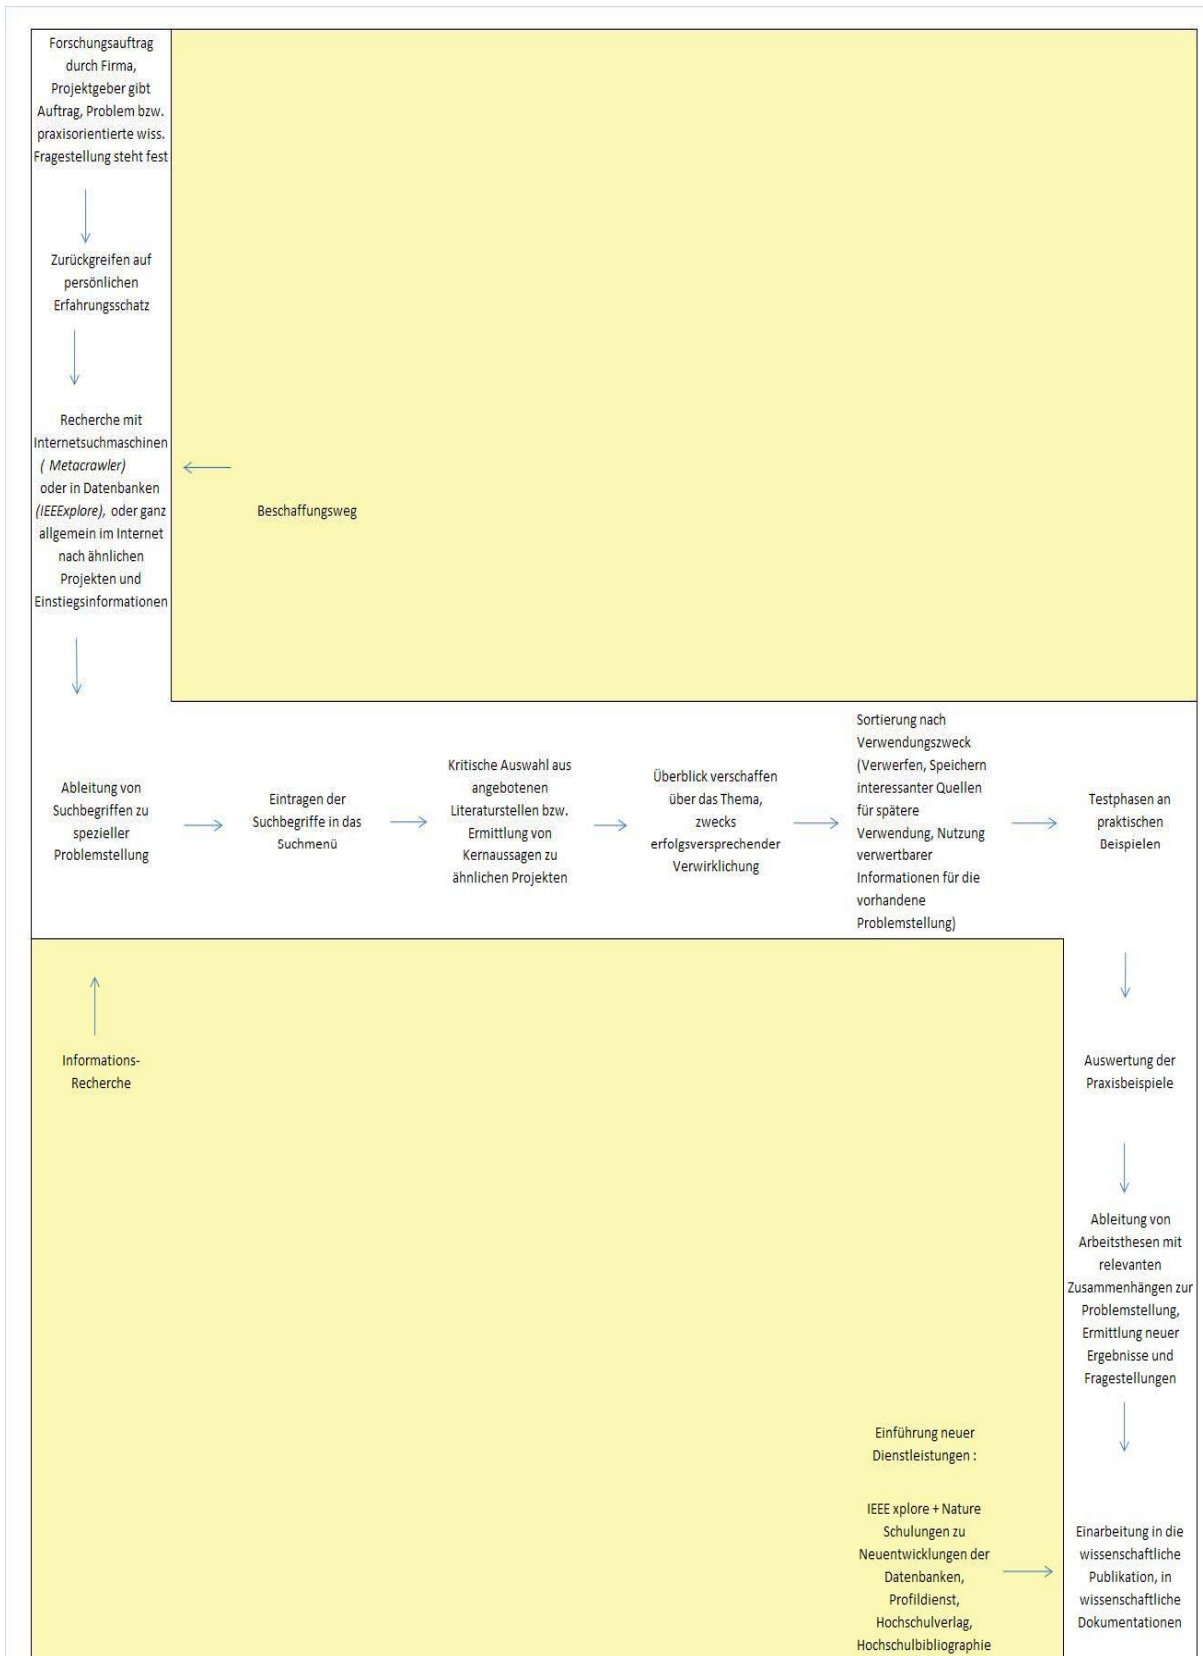 Forschungsauftrag
durch Firma,
Projektgeber gibt
Auftrag, Problem bzw.
praxisorientierte wiss.
Fragestellung steht fest
Zurückgreifen auf
persönlichen
Erfahrungsschatz
Recherche mit
Internetsuchmaschinen
( Metacrawler)
oder in Datenbanken
(IEEExplore), oder ganz
allgemein im Internet
nach ähnlichen
Projekten und
Einstiegsinformationen
Beschaffungsweg
Ableitung von
Suchbegriffen zu
spezieller
Problemstellung
Eintragen der
Suchbegriffe in das
Suchmenü
Kritische Auswahl aus
angebotenen
Literaturstellen bzw.
Ermittlung von
Kernaussagen zu
ähnlichen Projekten
Überblick verschaffen
über das Thema,
zwecks
erfolgsversprechender
Verwirklichung
Sortierung nach
Verwendungszweck
(Verwerfen, Speichern
interessanter Quellen
für spätere
Verwendung, Nutzung
verwertbarer
Informationen für die
vorhandene
Problemstellung)
Testphasen an
praktischen
Beispielen
Informations-
Recherche
Auswertung der
Praxisbeispiele
Ableitung von
Arbeitsthesen mit
relevanten
Zusammenhängen zur
Problemstellung,
Ermittlung neuer
Ergebnisse und
Fragestellungen
Einführung neuer
Dienstleistungen :
IEEE xplore + Nature
Schulungen zu
Neuentwicklungen der
Datenbanken,
Profildienst,
Hochschulverlag,
Hochschulbibliographie
Einarbeitung in die
wissenschaftliche
Publikation, in
wissenschaftliche
Dokumentationen